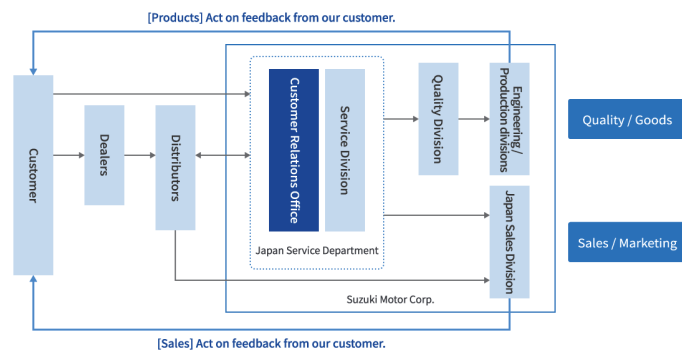 [Products] Act on feedback from our customer.
Customer
Dealers
Distributors
Customer Relations Office
Service Division
Japan Service Department
Quality Division
Engineering /
Production divisions
Japan Sales Division
Suzuki Motor Corp.
Quality / Goods
Sales / Marketing
[Sales] Act on feedback from our customer.